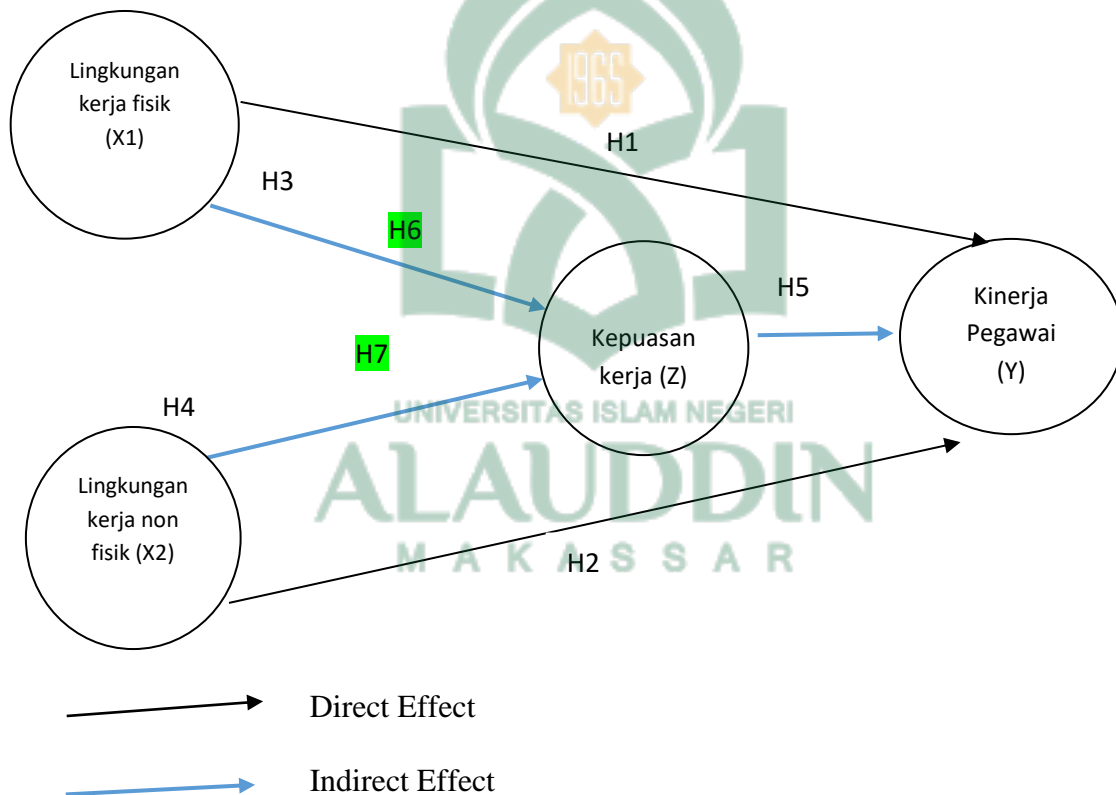 Lingkungan
kerja fisik
(X1)
1965
H1
H3
H6
H5
Kinerja
Pegawai
(Y)
Kepuasan
kerja (Z)
H7
H4
UNIVERSITAS ISLAM NEGERI
ALAUDDIN
MAKASSAR
Lingkungan
kerja non
fisik (X2)
H2
Direct Effect
Indirect Effect